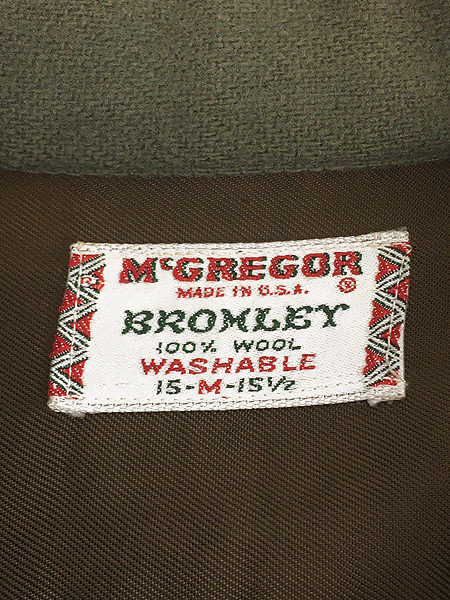 McGREGOR
MADE IN U.S.A. ®
BROMLEY
100% WOOL
WASHABLE
15-M-15½